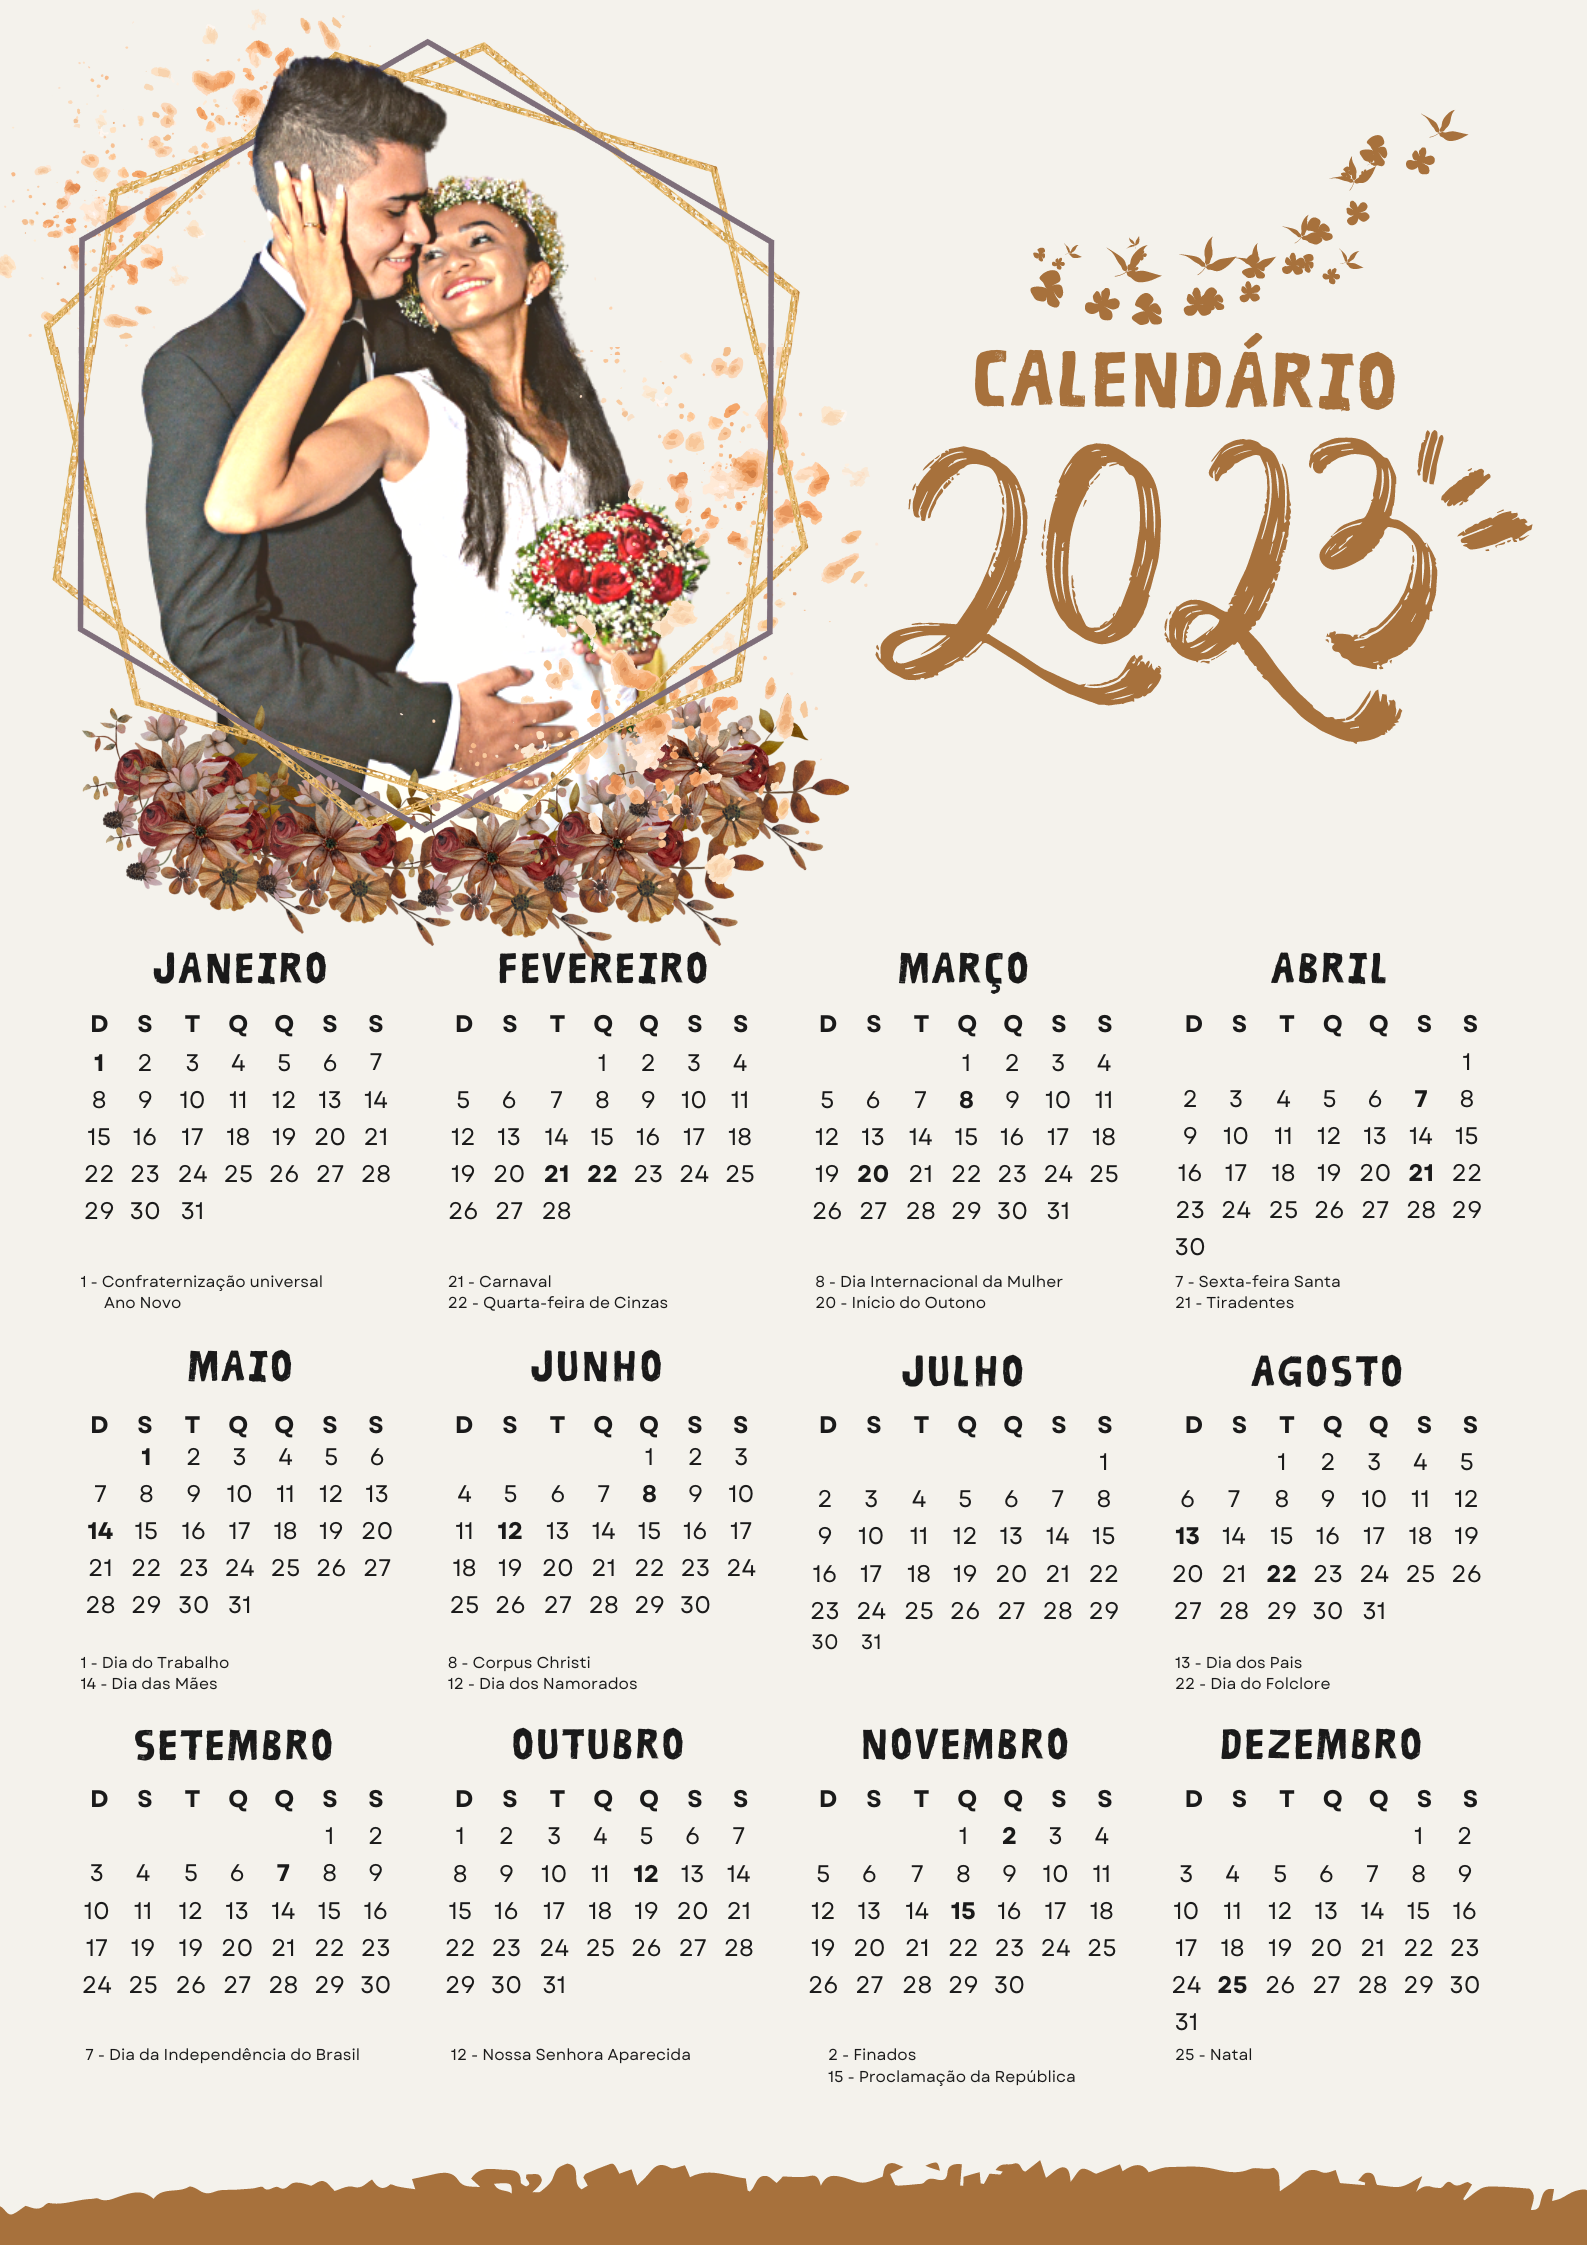 CALENDÁRIO
2023
JANEIRO
D S T Q Q S S
1 2 3 4 5 6 7
8 9 10 11 12 13 14
15 16 17 18 19 20 21
22 23 24 25 26 27 28
29 30 31
1 - Confraternização universal
Ano Novo
FEVEREIRO
D S T Q Q S S
1 2 3 4
5 6 7 8 9 10 11
12 13 14 15 16 17 18
19 20 21 22 23 24 25
26 27 28
21 - Carnaval
22 - Quarta-feira de Cinzas
MARÇO
D S T Q Q S S
1 2 3 4
5 6 7 8 9 10 11
12 13 14 15 16 17 18
19 20 21 22 23 24 25
26 27 28 29 30 31
8 - Dia Internacional da Mulher
20 - Início do Outono
ABRIL
D S T Q Q S S
1
2 3 4 5 6 7 8
9 10 11 12 13 14 15
16 17 18 19 20 21 22
23 24 25 26 27 28 29
30
7 - Sexta-feira Santa
21 - Tiradentes
MAIO
D S T Q Q S S
1 2 3 4 5 6
7 8 9 10 11 12 13
14 15 16 17 18 19 20
21 22 23 24 25 26 27
28 29 30 31
1 - Dia do Trabalho
14 - Dia das Mães
JUNHO
D S T Q Q S S
1 2 3
4 5 6 7 8 9 10
11 12 13 14 15 16 17
18 19 20 21 22 23 24
25 26 27 28 29 30
8 - Corpus Christi
12 - Dia dos Namorados
JULHO
D S T Q Q S S
1
2 3 4 5 6 7 8
9 10 11 12 13 14 15
16 17 18 19 20 21 22
23 24 25 26 27 28 29
30 31
AGOSTO
D S T Q Q S S
1 2 3 4 5
6 7 8 9 10 11 12
13 14 15 16 17 18 19
20 21 22 23 24 25 26
27 28 29 30 31
13 - Dia dos Pais
22 - Dia do Folclore
SETEMBRO
D S T Q Q S S
1 2
3 4 5 6 7 8 9
10 11 12 13 14 15 16
17 19 19 20 21 22 23
24 25 26 27 28 29 30
7 - Dia da Independência do Brasil
OUTUBRO
D S T Q Q S S
1 2 3 4 5 6 7
8 9 10 11 12 13 14
15 16 17 18 19 20 21
22 23 24 25 26 27 28
29 30 31
12 - Nossa Senhora Aparecida
NOVEMBRO
D S T Q Q S S
1 2 3 4
5 6 7 8 9 10 11
12 13 14 15 16 17 18
19 20 21 22 23 24 25
26 27 28 29 30
2 - Finados
15 - Proclamação da República
DEZEMBRO
D S T Q Q S S
1 2
3 4 5 6 7 8 9
10 11 12 13 14 15 16
17 18 19 20 21 22 23
24 25 26 27 28 29 30
31
25 - Natal